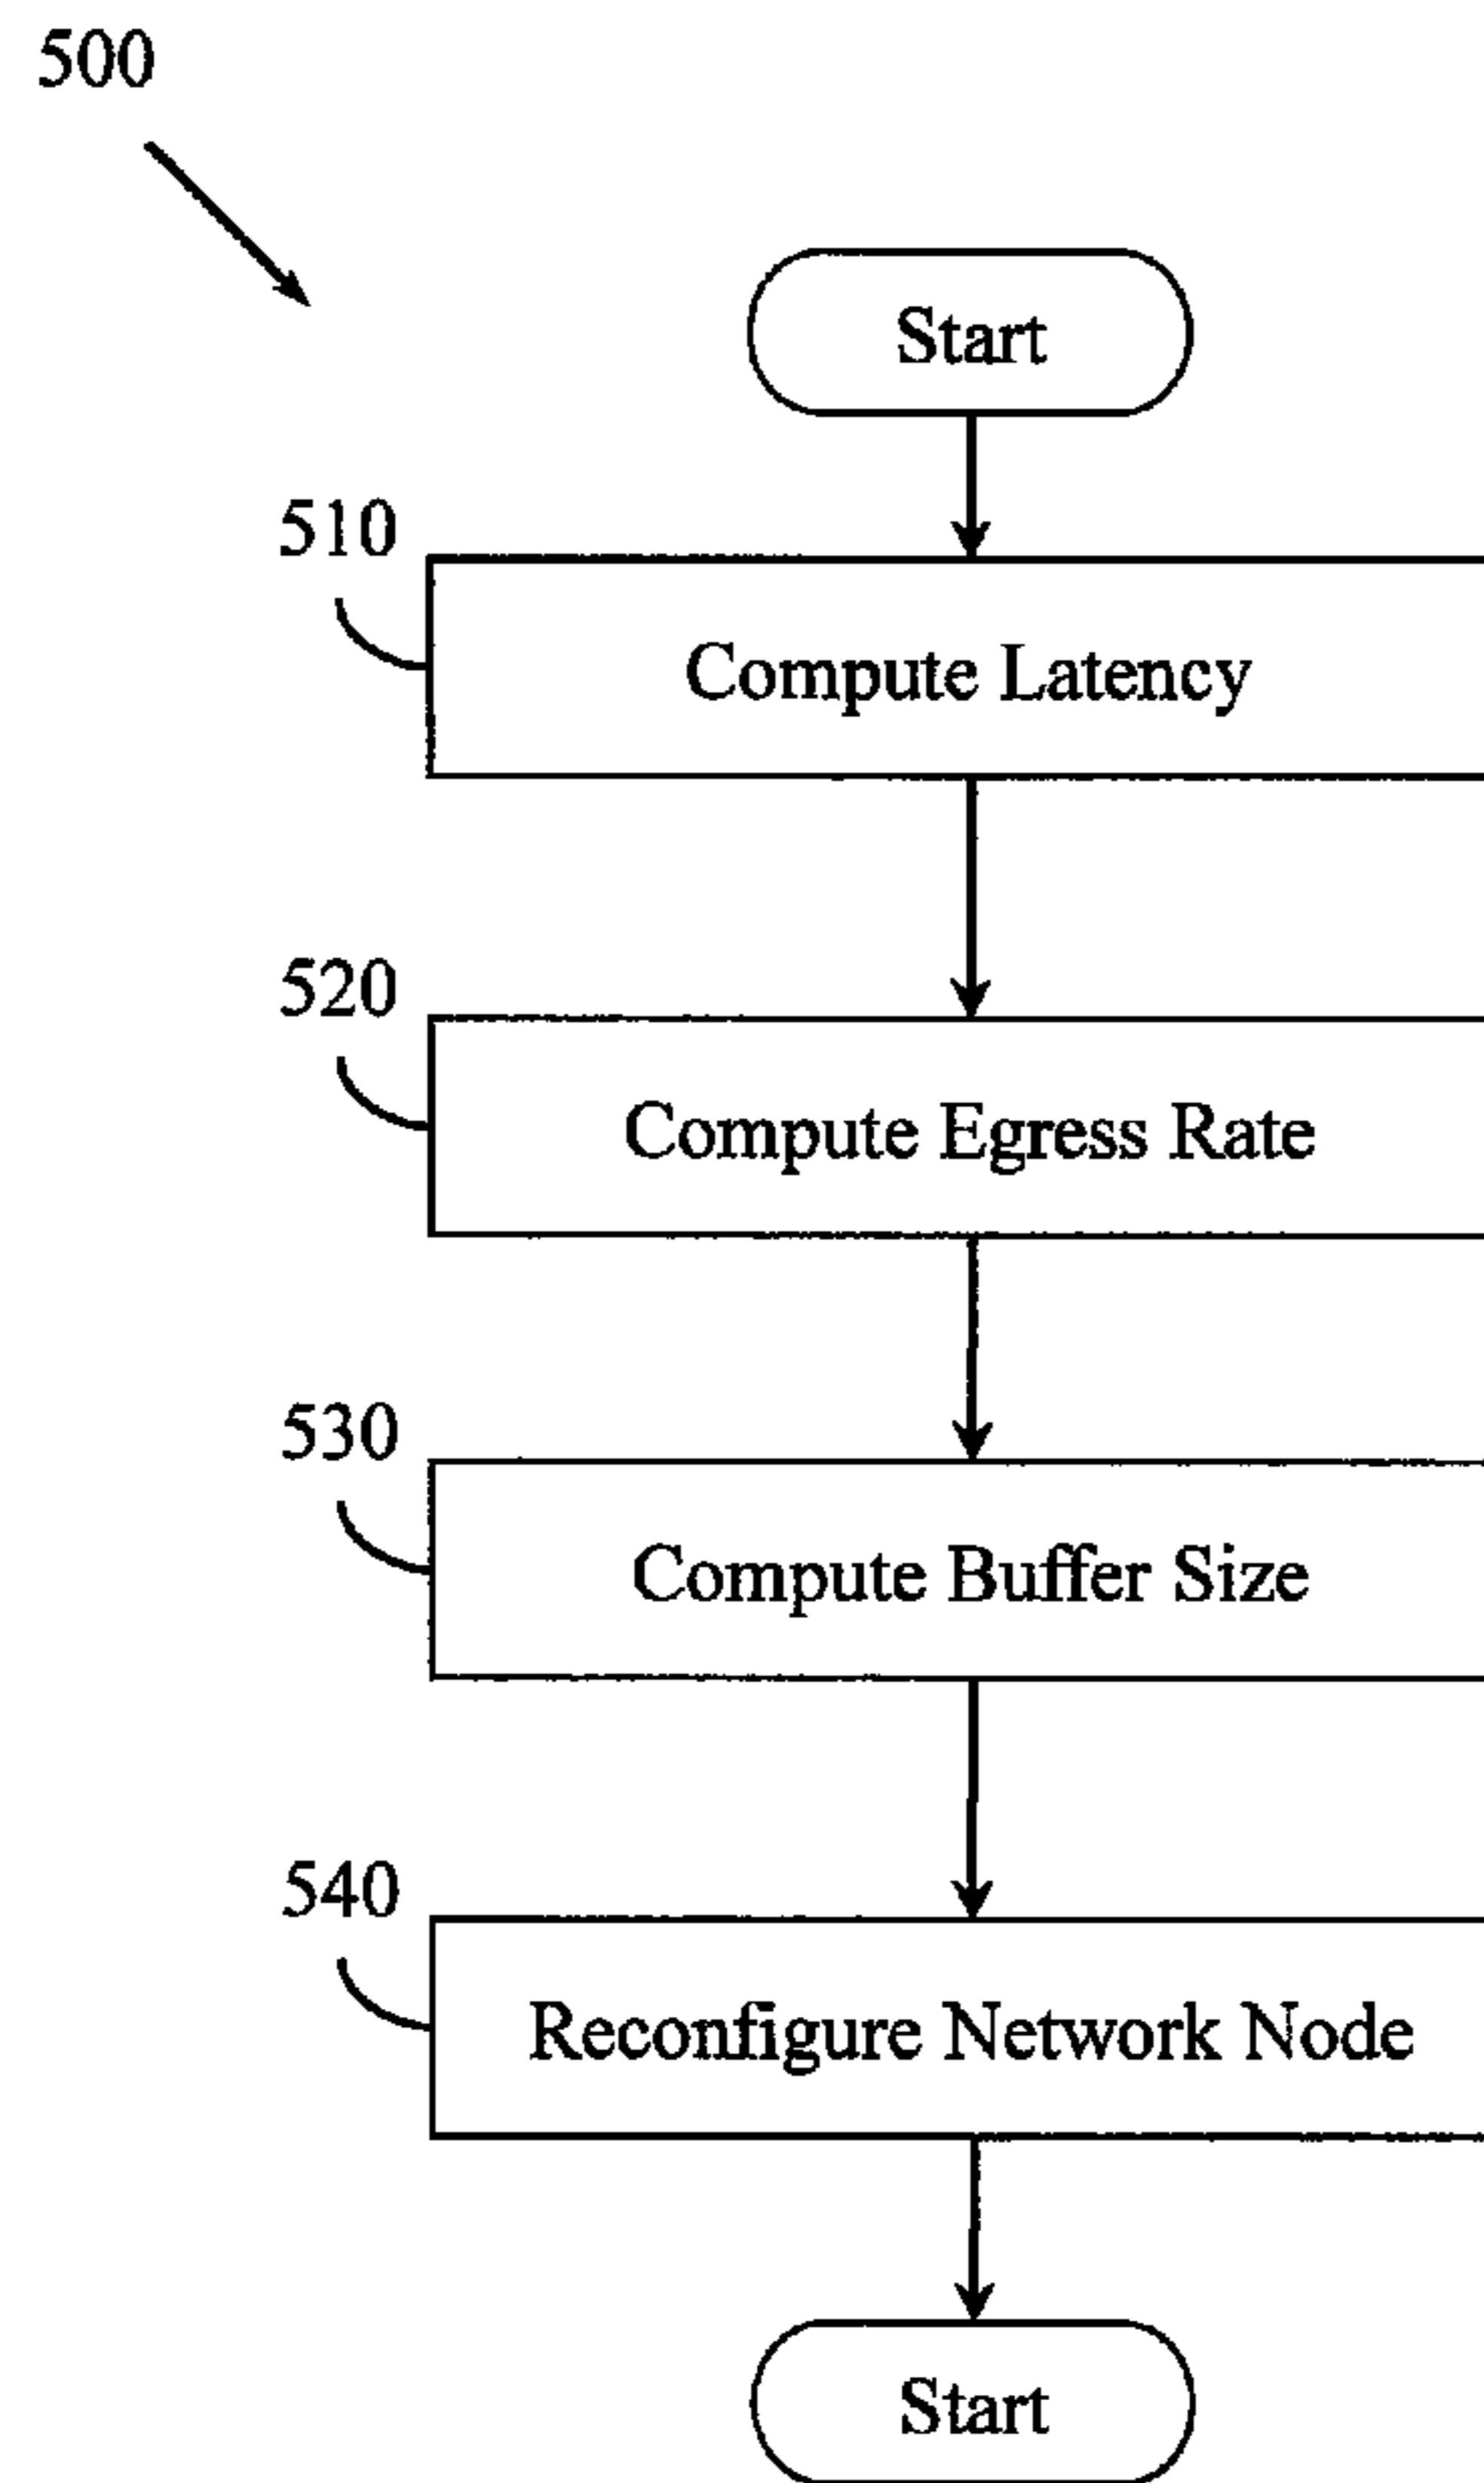 500
Start
510
Compute Latency
520
Compute Egress Rate
530
Compute Buffer Size
540
Reconfigure Network Node
Start